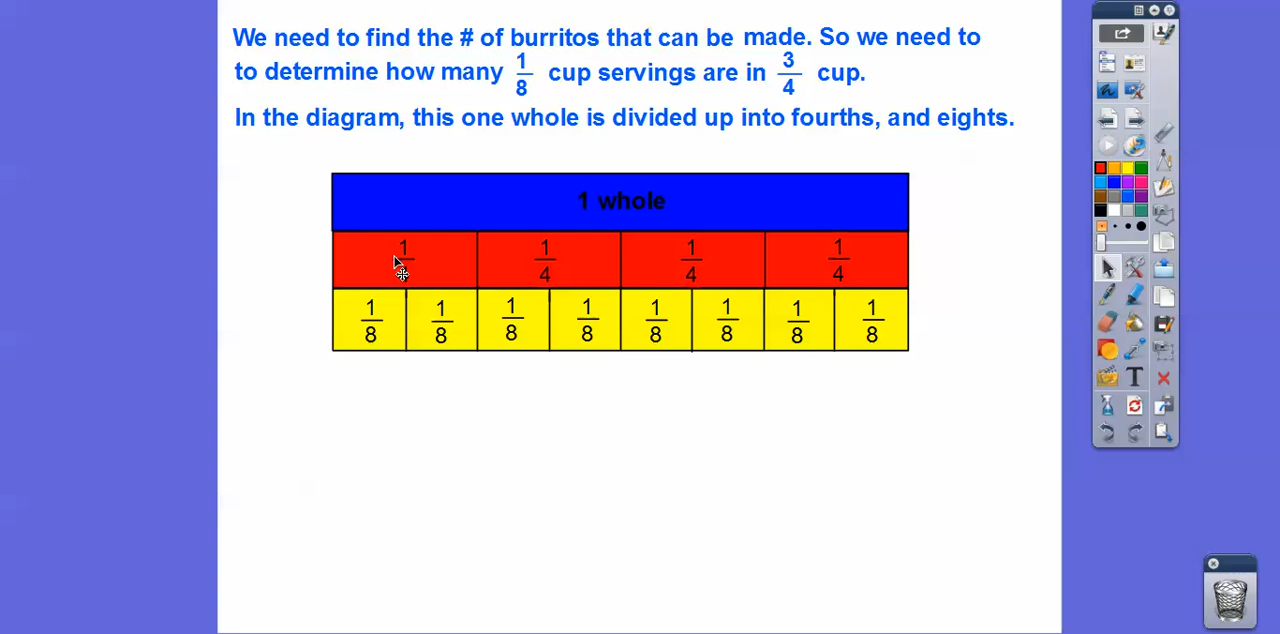 We need to find the # of burritos that can be made. So we need to
to determine how many 1/8 cup servings are in 3/4 cup.
In the diagram, this one whole is divided up into fourths, and eights.
1 whole
1 1/4 1/4 1/4
1/8 1/8 1/8 1/8 1/8 1/8 1/8 1/8
T